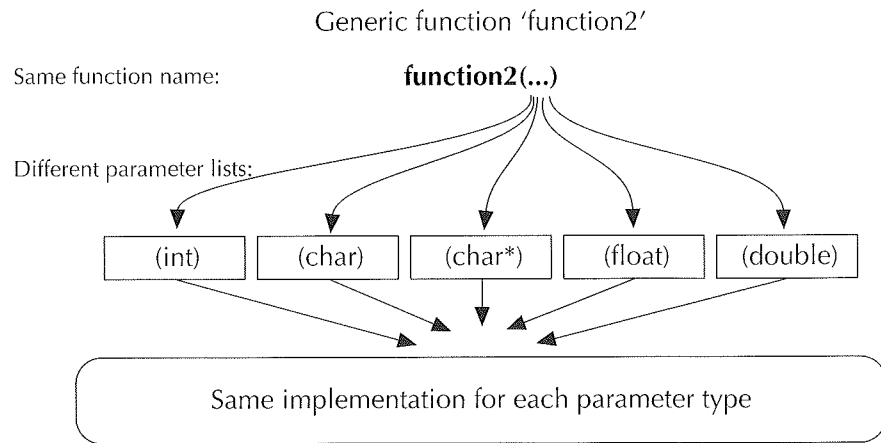 Generic function ‘function2’
Same function name: function2(...)
Different parameter lists:
(int) (char) (char*) (float) (double)
Same implementation for each parameter type